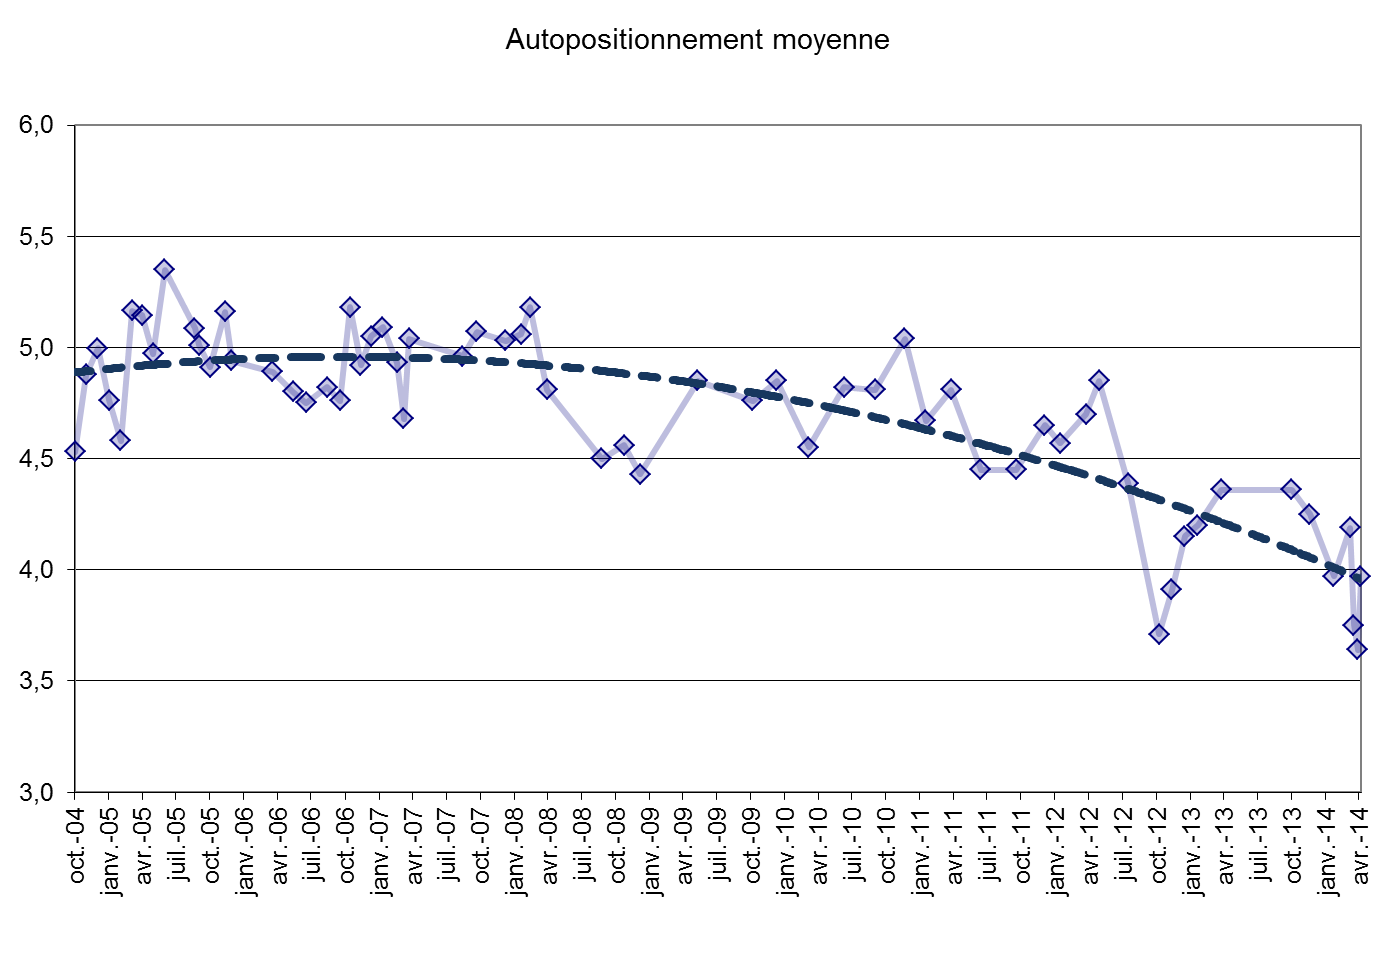 Autopositionnement moyenne
6,0
5,5
5,0
4,5
4,0
3,5
3,0
oct.-04
janv.-05
avr.-05
juil.-05
oct.-05
janv.-06
avr.-06
juil.-06
oct.-06
janv.-07
avr.-07
juil.-07
oct.-07
janv.-08
avr.-08
juil.-08
oct.-08
janv.-09
avr.-09
juil.-09
oct.-09
janv.-10
avr.-10
juil.-10
oct.-10
janv.-11
avr.-11
juil.-11
oct.-11
janv.-12
avr.-12
juil.-12
oct.-12
janv.-13
avr.-13
juil.-13
oct.-13
janv.-14
avr.-14